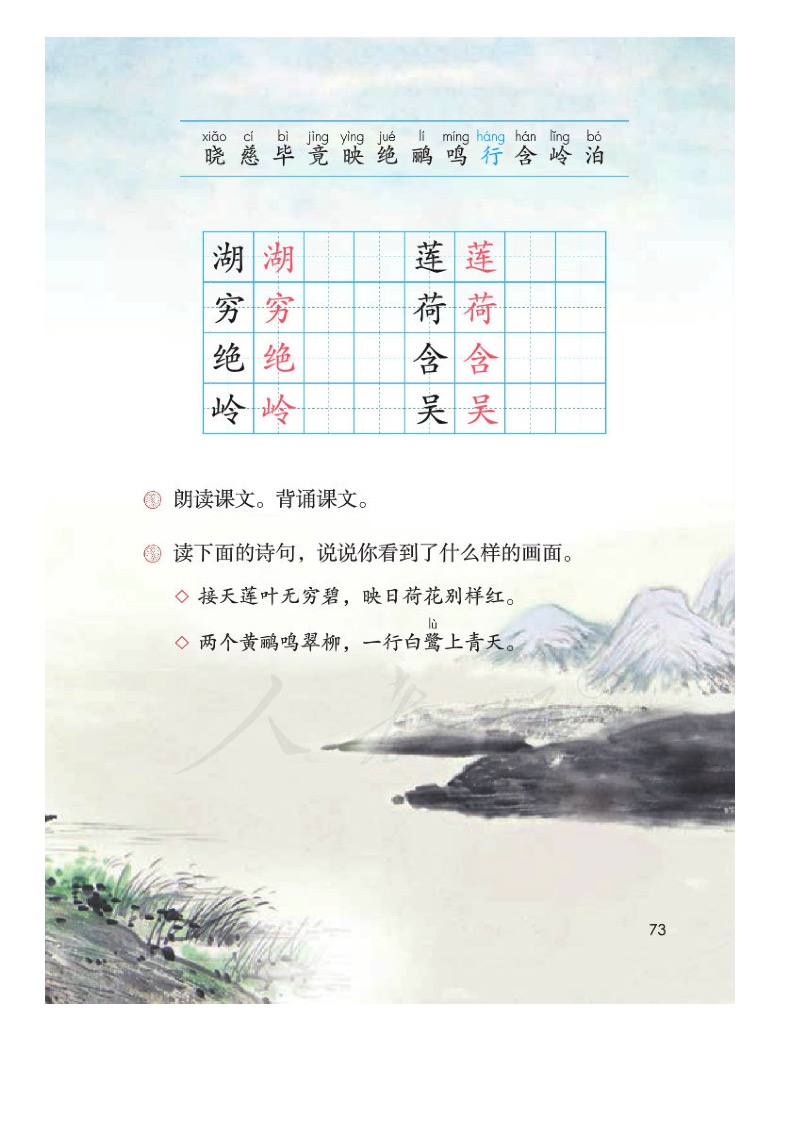 xiǎo cí bì jìng yìng jué lí míng háng hán lǐng bó
晓 慈 毕 竟 映 绝 鹂 鸣 行 含 岭 泊
湖 湖 莲 莲
穷 穷 荷 荷
绝 绝 含 含
岭 岭 吴 吴
朗读课文。背诵课文。
读下面的诗句，说说你看到了什么样的画面。
◇ 接天莲叶无穷碧，映日荷花别样红。
lù
◇ 两个黄鹂鸣翠柳，一行白鹭上青天。
人教
73